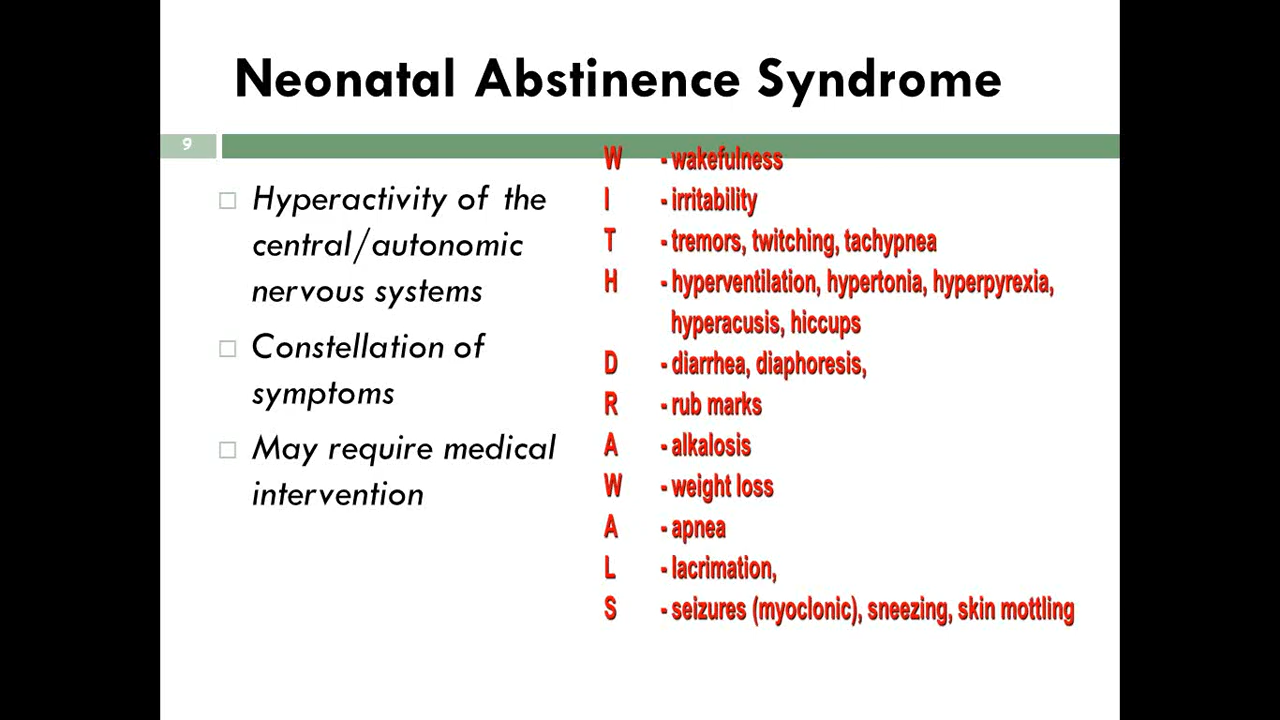 Neonatal Abstinence Syndrome
9
Hyperactivity of the
central/autonomic
nervous systems
Constellation of
symptoms
May require medical
intervention
W - wakefulness
I - irritability
T - tremors, twitching, tachypnea
H - hyperventilation, hypertonia, hyperpyrexia,
hyperacusis, hiccups
D - diarrhea, diaphoresis,
R - rub marks
A - alkalosis
W - weight loss
A - apnea
L - lacrimation,
S - seizures (myoclonic), sneezing, skin mottling